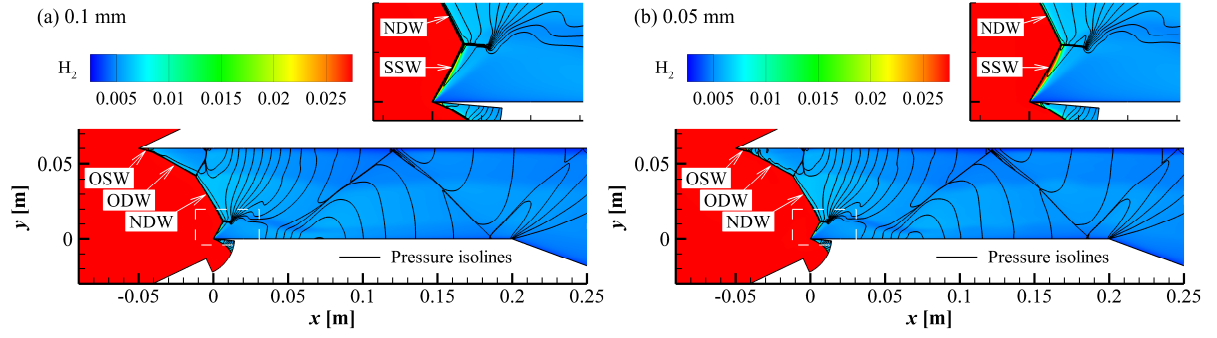 (a) 0.1 mm
H2
0.005 0.01 0.015 0.02 0.025
NDW
SSW
y [m]
0.05
0
OSW
ODW
NDW
Pressure isolines
-0.05 0 0.05 0.1 0.15 0.2 0.25
x [m]
(b) 0.05 mm
H2
0.005 0.01 0.015 0.02 0.025
NDW
SSW
y [m]
0.05
0
OSW
ODW
NDW
Pressure isolines
-0.05 0 0.05 0.1 0.15 0.2 0.25
x [m]